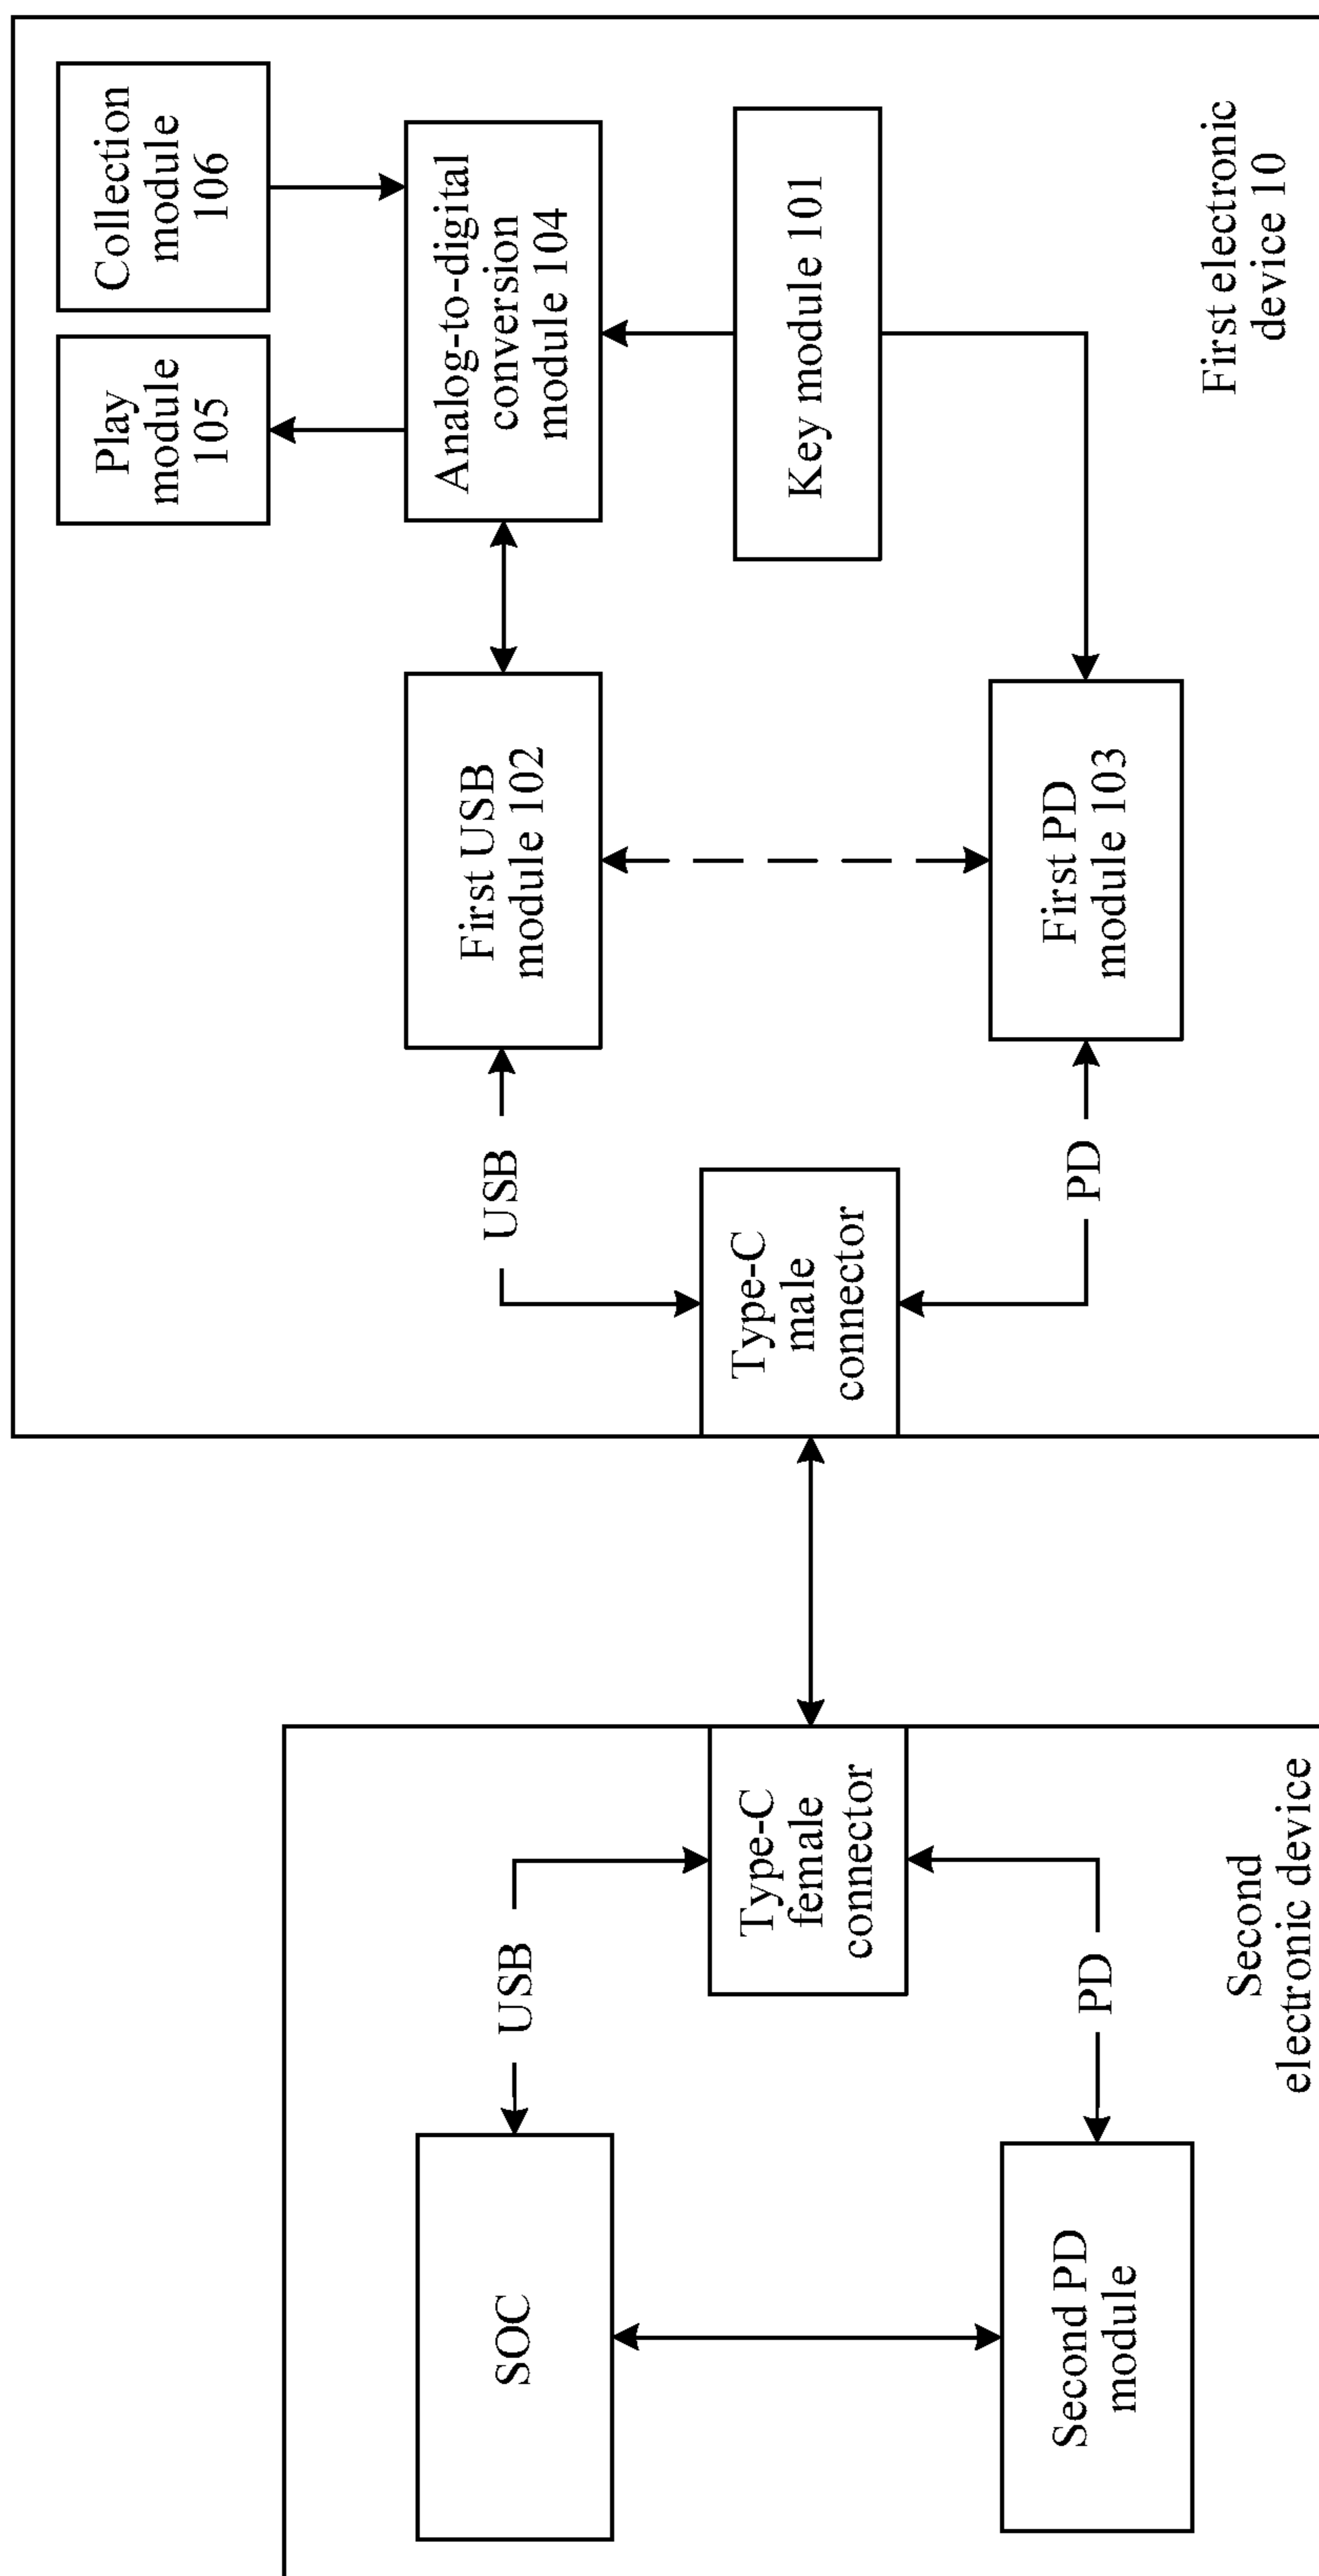 SOC
USB
Second PD
module
PD
Type-C
female
connector
Second
electronic device
Type-C
male
connector
USB
PD
First USB
module 102
First PD
module 103
Play
module
105
Collection
module
106
Analog-to-digital
conversion
module 104
Key module 101
First electronic
device 10